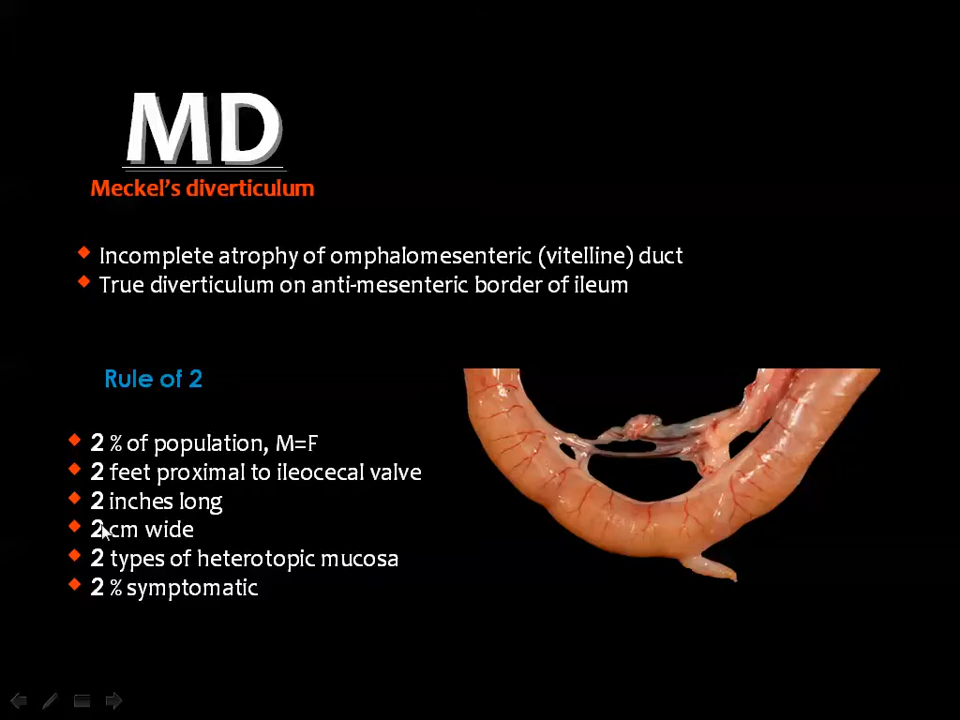 MD
Meckel's diverticulum
Incomplete atrophy of omphalomesenteric (vitelline) duct
True diverticulum on anti-mesenteric border of ileum
Rule of 2
2 % of population, M=F
2 feet proximal to ileocecal valve
2 inches long
2 cm wide
2 types of heterotopic mucosa
2 % symptomatic